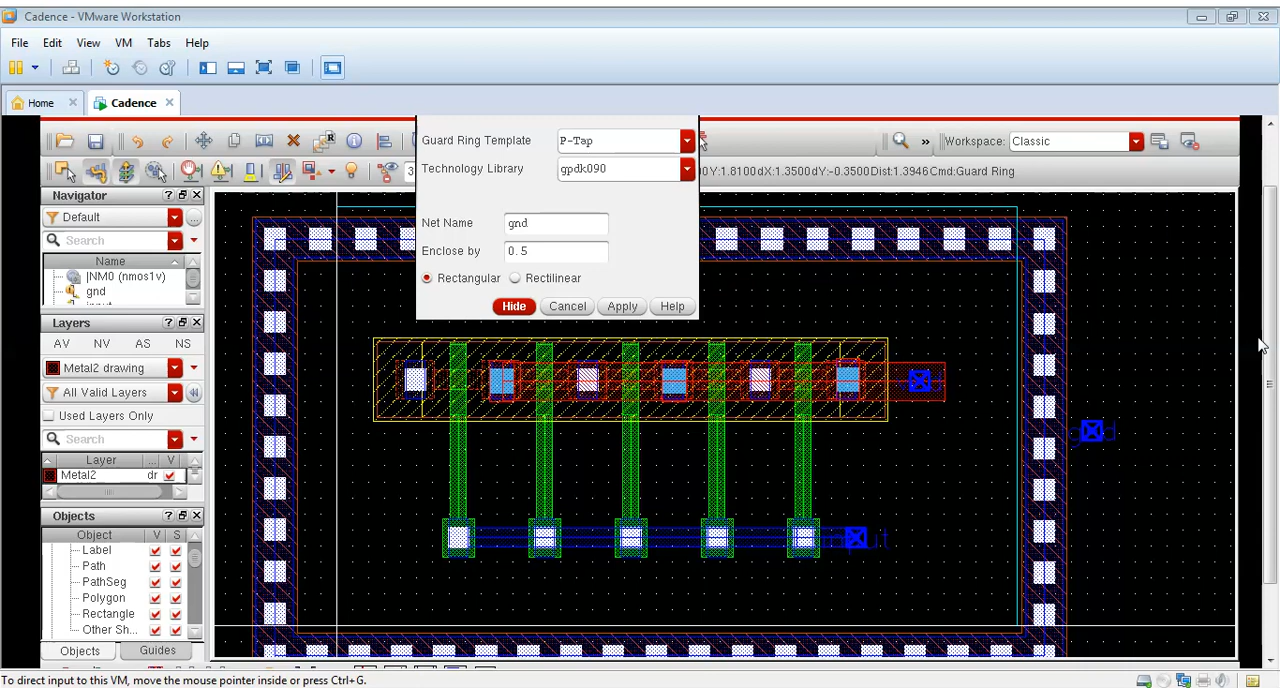 Cadence - VMware Workstation
File Edit View VM Tabs Help
Home Cadence
Workspace: Classic
Guard Ring Template P-Tap
Technology Library gpdk090
Y:1.8100dX:1.3500dY:-0.3500Dist:1.3946Cmd:Guard Ring
Net Name gnd
Enclose by 0.5
Rectangular Rectilinear
Hide Cancel Apply Help
Navigator
Default
Search
Name
NM0 (nmos1v)
gnd
Layers
AV NV AS NS
Metal2 drawing
All Valid Layers
Used Layers Only
Search
Layer ... V
Metal2 dr
Objects
Object V S
Label
Path
PathSeg
Polygon
Rectangle
Other Sh...
Objects Guides
To direct input to this VM, move the mouse pointer inside or press Ctrl+G.